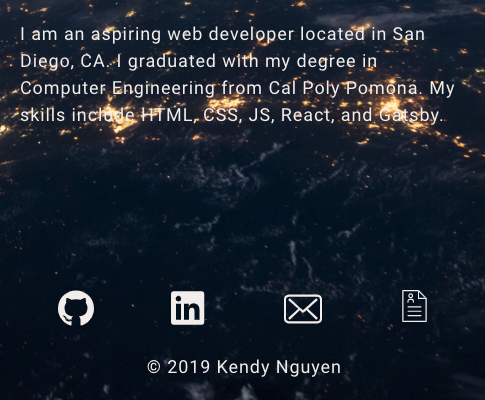 I am an aspiring web developer located in San
Diego, CA. I graduated with my degree in
Computer Engineering from Cal Poly Pomona. My
skills include HTML, CSS, JS, React, and Gatsby.
in
© 2019 Kendy Nguyen